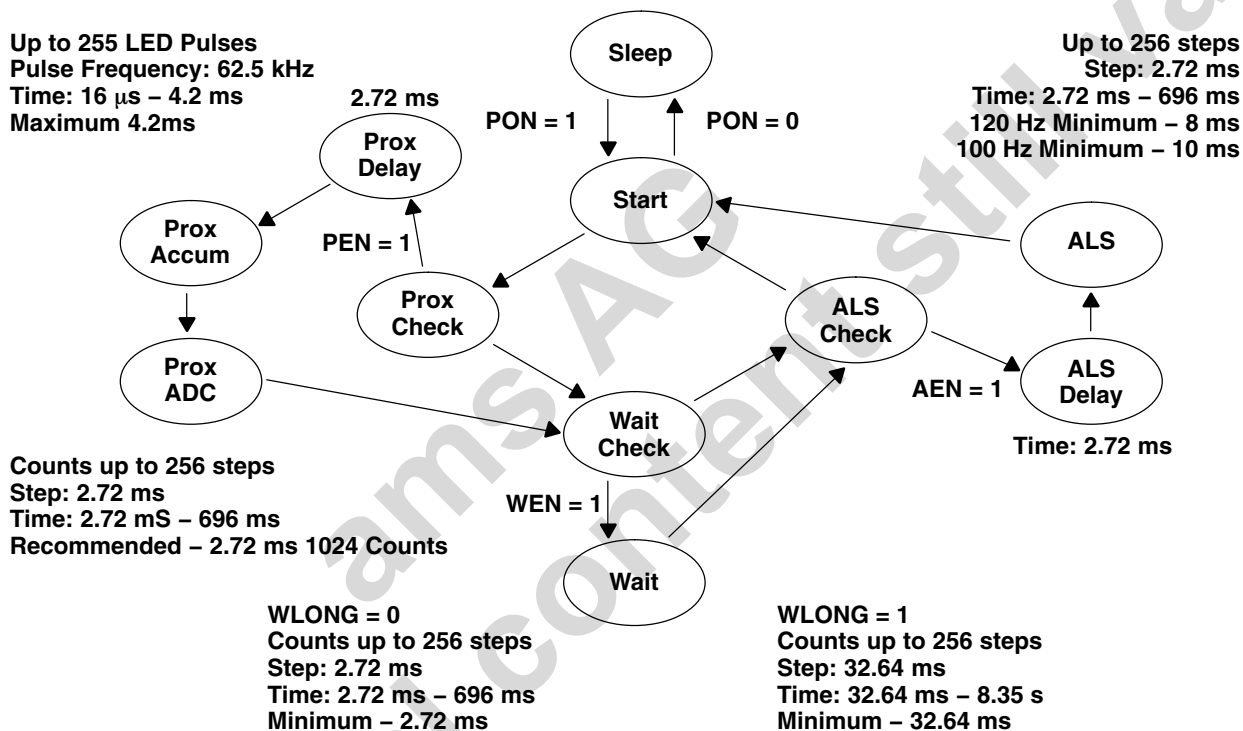 Up to 255 LED Pulses
Pulse Frequency: 62.5 kHz
Time: 16 μs − 4.2 ms
Maximum 4.2ms
Sleep
Up to 256 steps
Step: 2.72 ms
Time: 2.72 ms − 696 ms
120 Hz Minimum − 8 ms
100 Hz Minimum − 10 ms
2.72 ms
PON = 1
PON = 0
Prox
Delay
Start
Prox
Accum
PEN = 1
ALS
Prox
Check
ALS
Check
Prox
ADC
AEN = 1
ALS
Delay
Time: 2.72 ms
Wait
Check
Counts up to 256 steps
Step: 2.72 ms
Time: 2.72 mS − 696 ms
Recommended − 2.72 ms 1024 Counts
WEN = 1
Wait
WLONG = 0
Counts up to 256 steps
Step: 2.72 ms
Time: 2.72 ms − 696 ms
Minimum − 2.72 ms
WLONG = 1
Counts up to 256 steps
Step: 32.64 ms
Time: 32.64 ms − 8.35 s
Minimum − 32.64 ms
ams AG
content still va